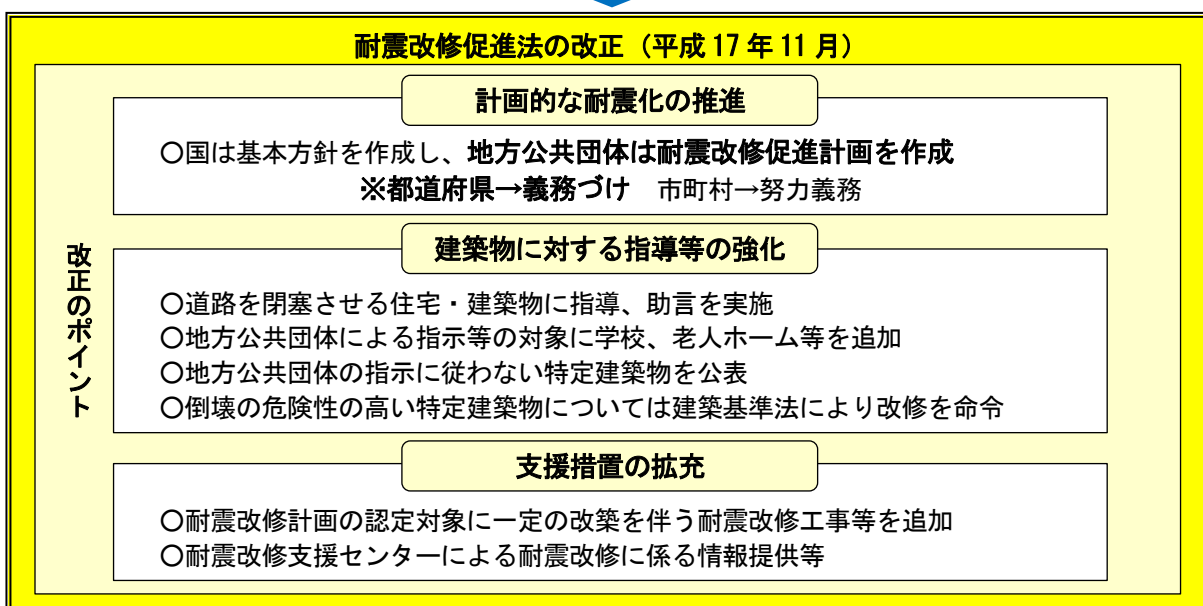 耐震改修促進法の改正（平成 17 年 11 月）
改正のポイント
計画的な耐震化の推進
○国は基本方針を作成し、地方公共団体は耐震改修促進計画を作成
※都道府県→義務づけ　市町村→努力義務
建築物に対する指導等の強化
○道路を閉塞させる住宅・建築物に指導、助言を実施
○地方公共団体による指示等の対象に学校、老人ホーム等を追加
○地方公共団体の指示に従わない特定建築物を公表
○倒壊の危険性の高い特定建築物については建築基準法により改修を命令
支援措置の拡充
○耐震改修計画の認定対象に一定の改築を伴う耐震改修工事等を追加
○耐震改修支援センターによる耐震改修に係る情報提供等